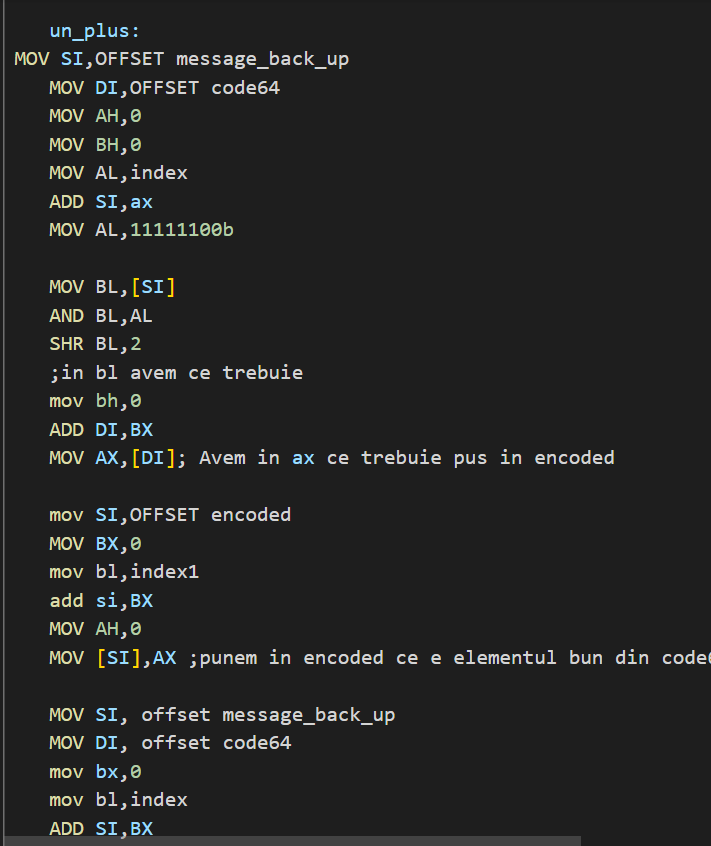 un_plus:
MOV SI,OFFSET message_back_up
MOV DI,OFFSET code64
MOV AH,0
MOV BH,0
MOV AL,index
ADD SI,ax
MOV AL,11111100b
MOV BL,[SI]
AND BL,AL
SHR BL,2
;in bl avem ce trebuie
mov bh,0
ADD DI,BX
MOV AX,[DI]; Avem in ax ce trebuie pus in encoded
mov SI,OFFSET encoded
MOV BX,0
mov bl,index1
add si,BX
MOV AH,0
MOV [SI],AX ;punem in encoded ce e elementul bun din
MOV SI, offset message_back_up
MOV DI, offset code64
mov bx,0
mov bl,index
ADD SI,BX